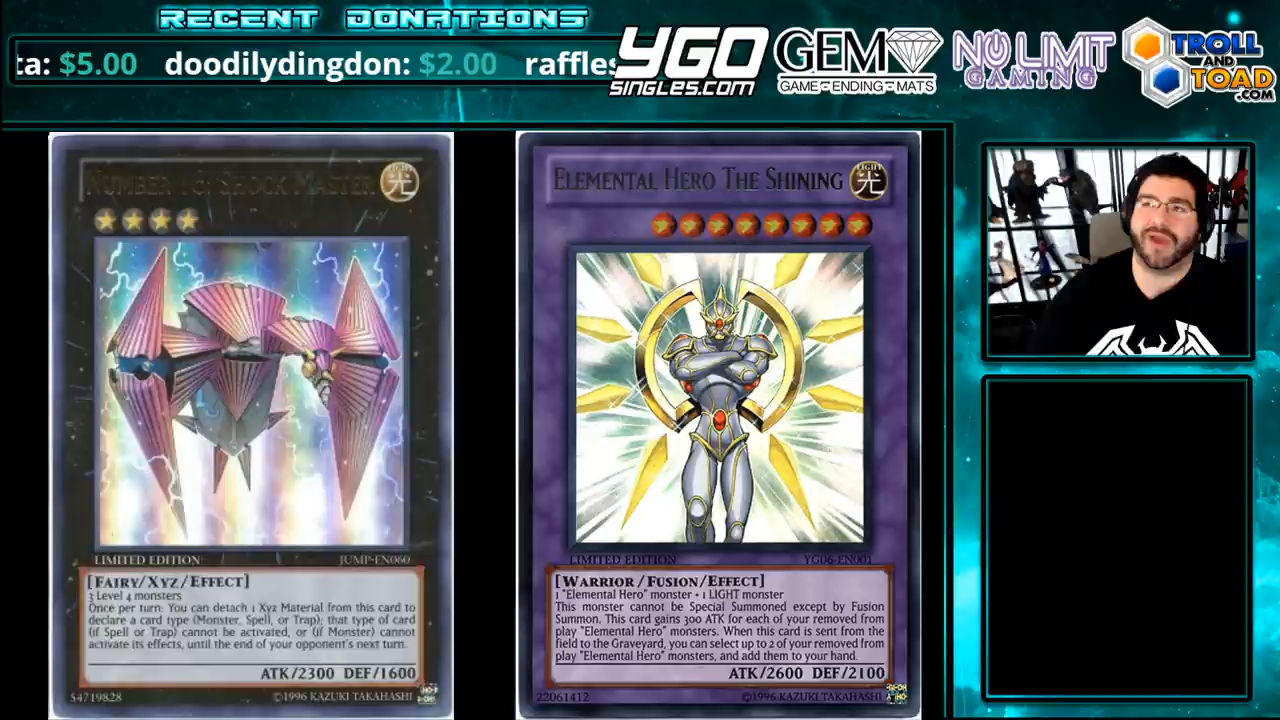 RECENT DONATIONS
ta: $5.00 doodilydingdon: $2.00 raffles
YGO
SINGLES.COM
GEM
GAME-ENDING-MATS
NO LIMIT
GAMING
TROLL
AND
TOAD
.COM
NUMBER 16: SHOCK MASTER
LIGHT
光
LIMITED EDITION
JUMP-EN060
[FAIRY/XYZ/EFFECT]
3 Level 4 monsters
Once per turn: You can detach 1 Xyz Material from this card to
declare a card type (Monster, Spell, or Trap); that type of card
(if Spell or Trap) cannot be activated, or (if Monster) cannot
activate its effects, until the end of your opponent's next turn.
ATK/2300 DEF/1600
54719828
©1996 KAZUKI TAKAHASHI
ELEMENTAL HERO THE SHINING
LIGHT
光
LIMITED EDITION
YG06-EN001
[WARRIOR/FUSION/EFFECT]
1 "Elemental Hero" monster + 1 LIGHT monster
This monster cannot be Special Summoned except by Fusion
Summon. This card gains 300 ATK for each of your removed from
play "Elemental Hero" monsters. When this card is sent from the
field to the Graveyard, you can select up to 2 of your removed from
play "Elemental Hero" monsters, and add them to your hand.
ATK/2600 DEF/2100
22061412
©1996 KAZUKI TAKAHASHI